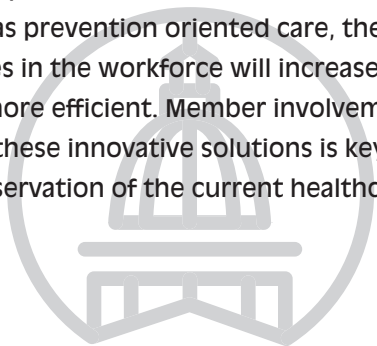 as prevention oriented care, the
es in the workforce will increase
more efficient. Member involvem
these innovative solutions is key
servation of the current healthc